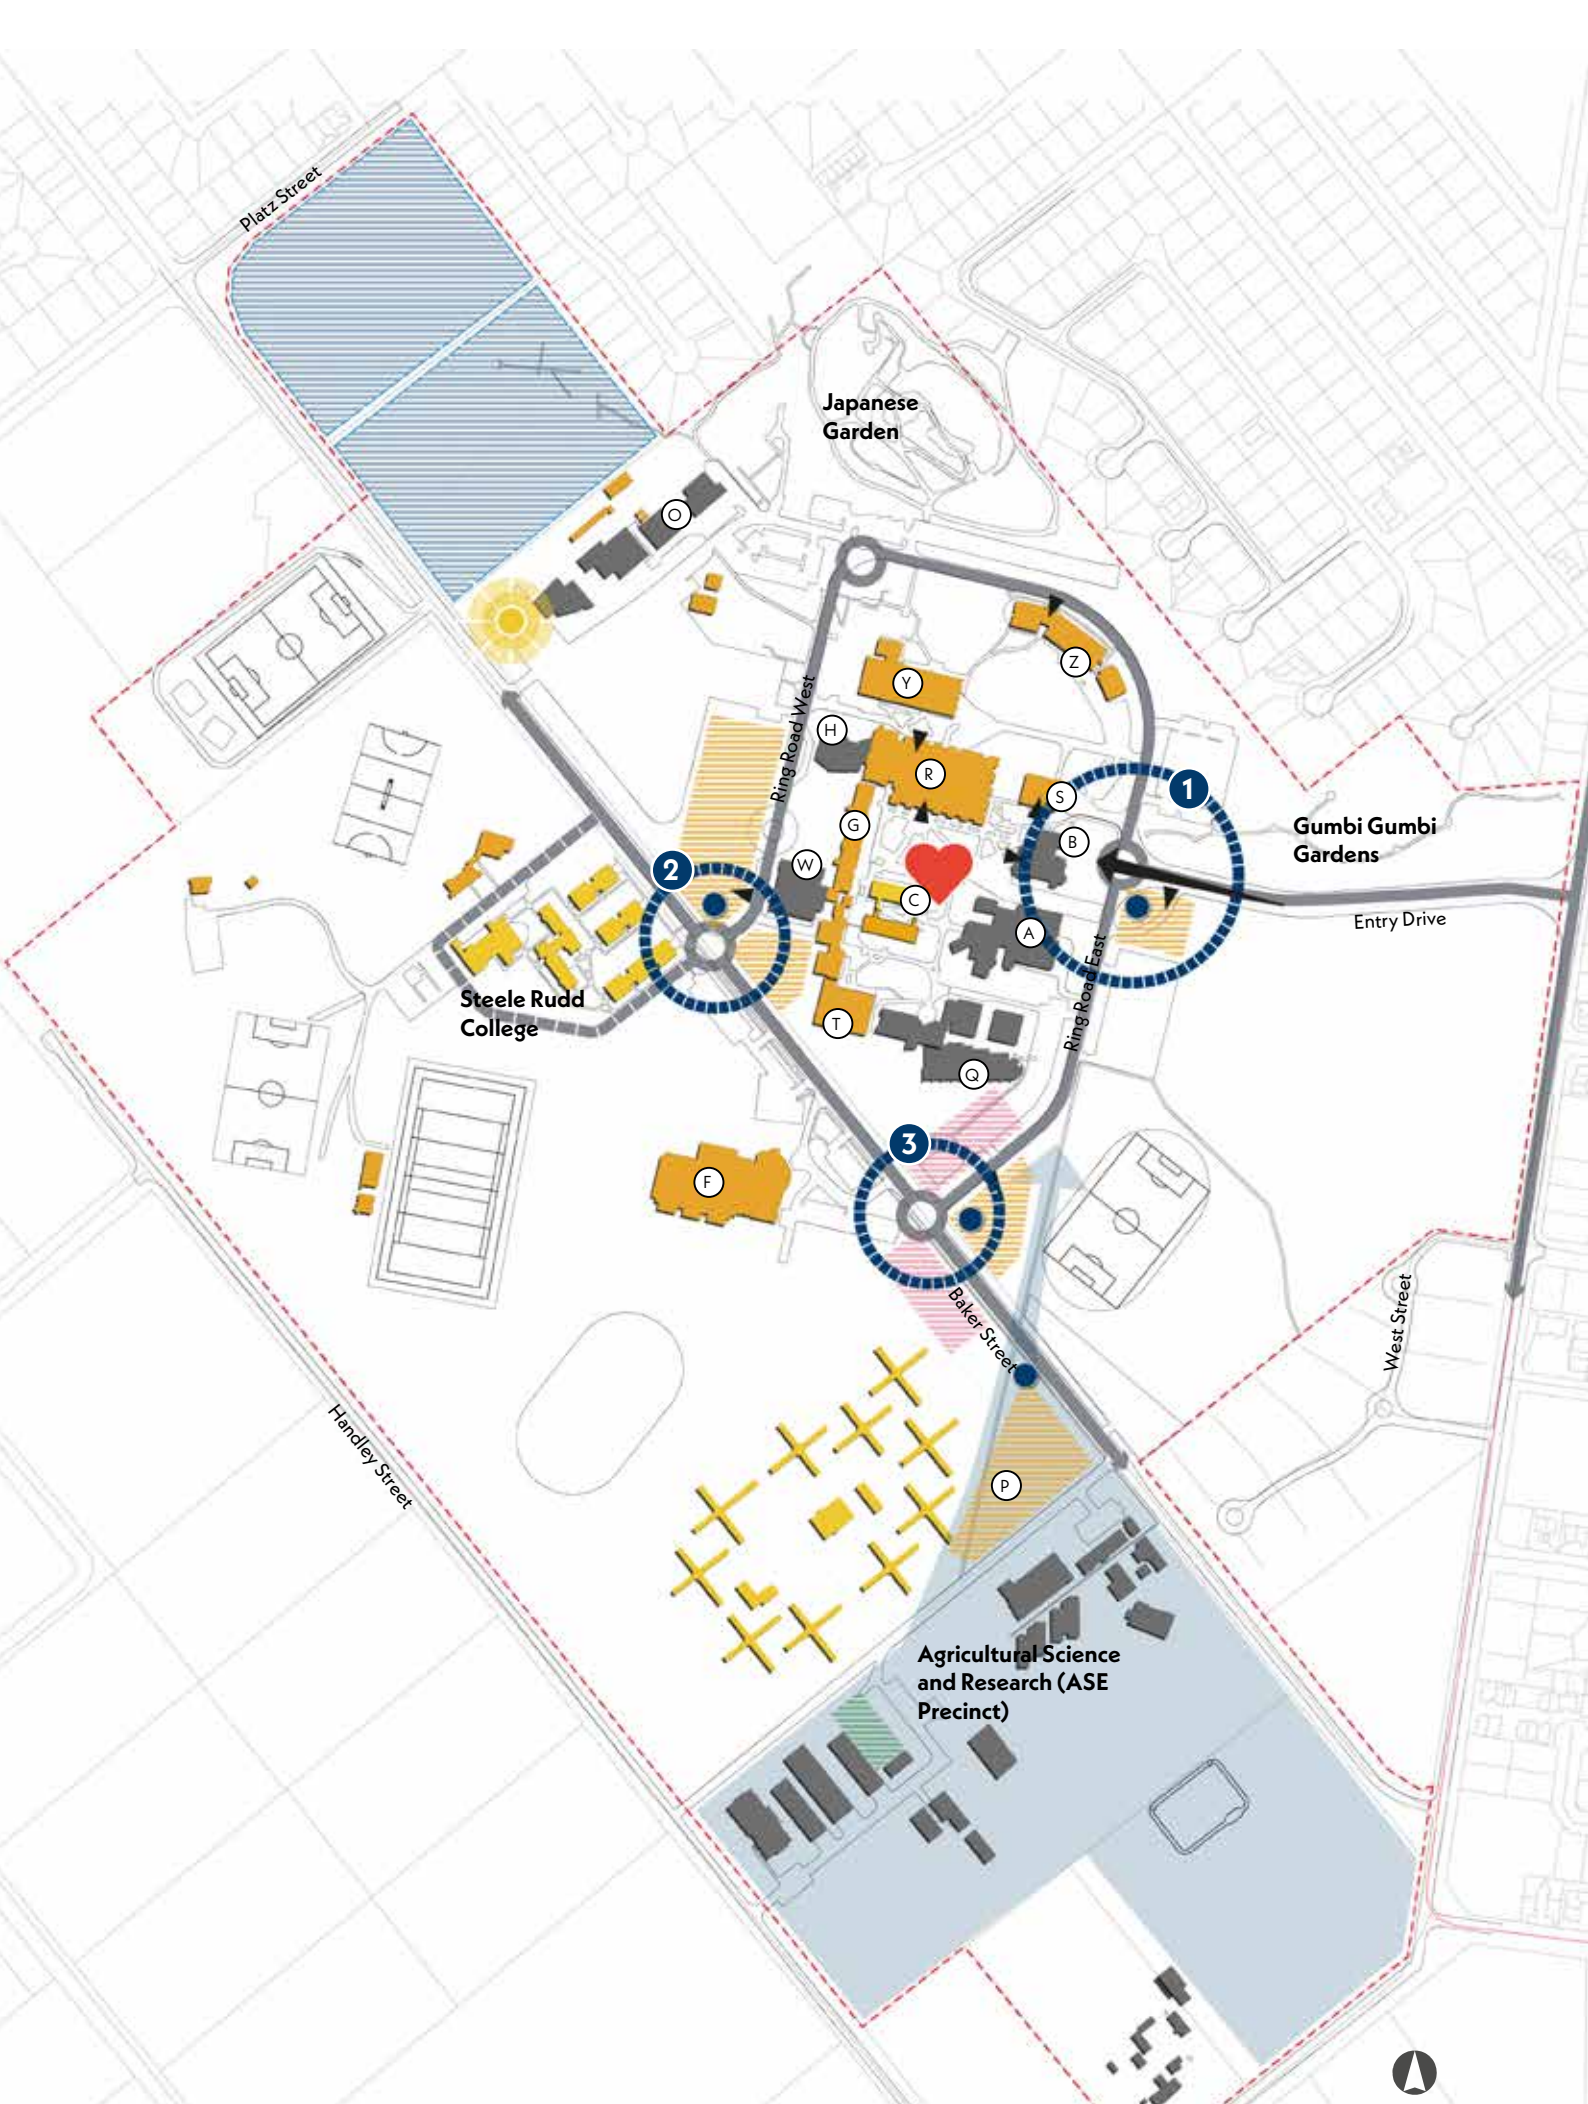 Platz Street
Japanese
Garden
O
Z
Y
Ring Road West
H
R
1
S
G
B
Gumbi Gumbi
Gardens
W
2
C
Entry Drive
A
Steele Rudd
College
T
Ring Road East
Q
3
F
Baker Street
West Street
Handley Street
P
Agricultural Science
and Research (ASE
Precinct)